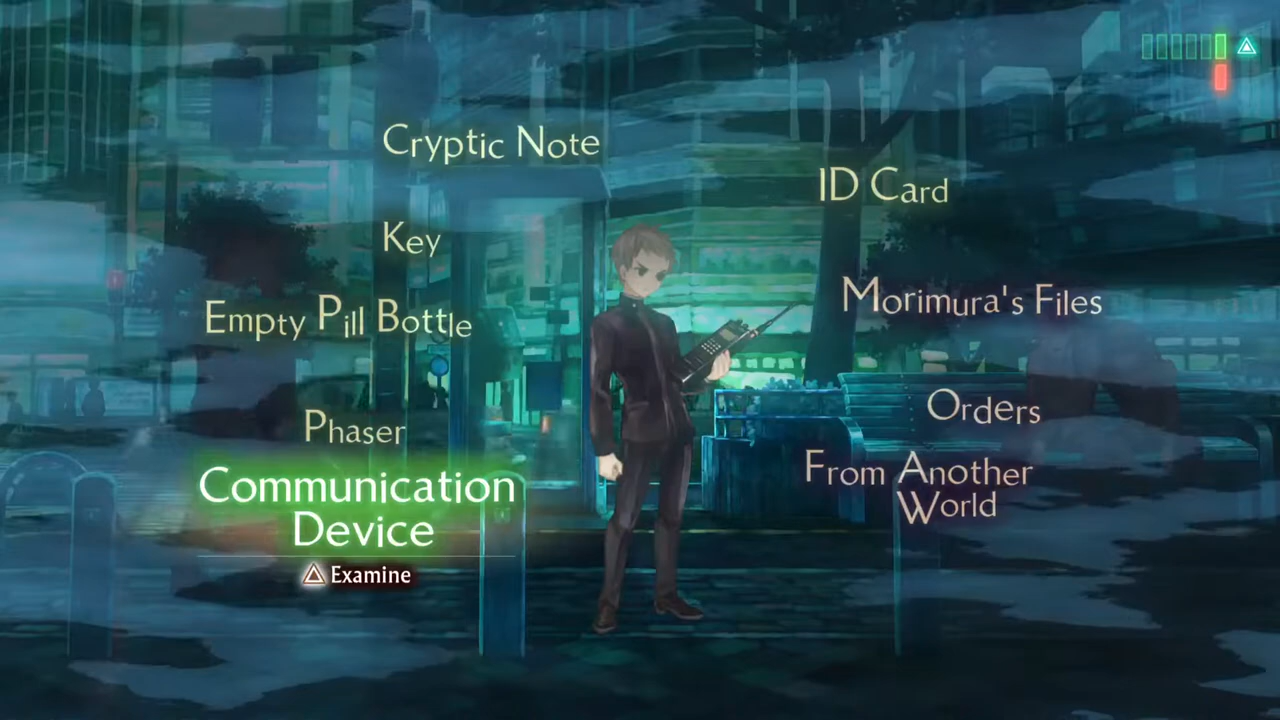 Cryptic Note
ID Card
Key
Morimura's Files
Empty Pill Bottle
Orders
Phaser
From Another
World
Communication
Device
Examine